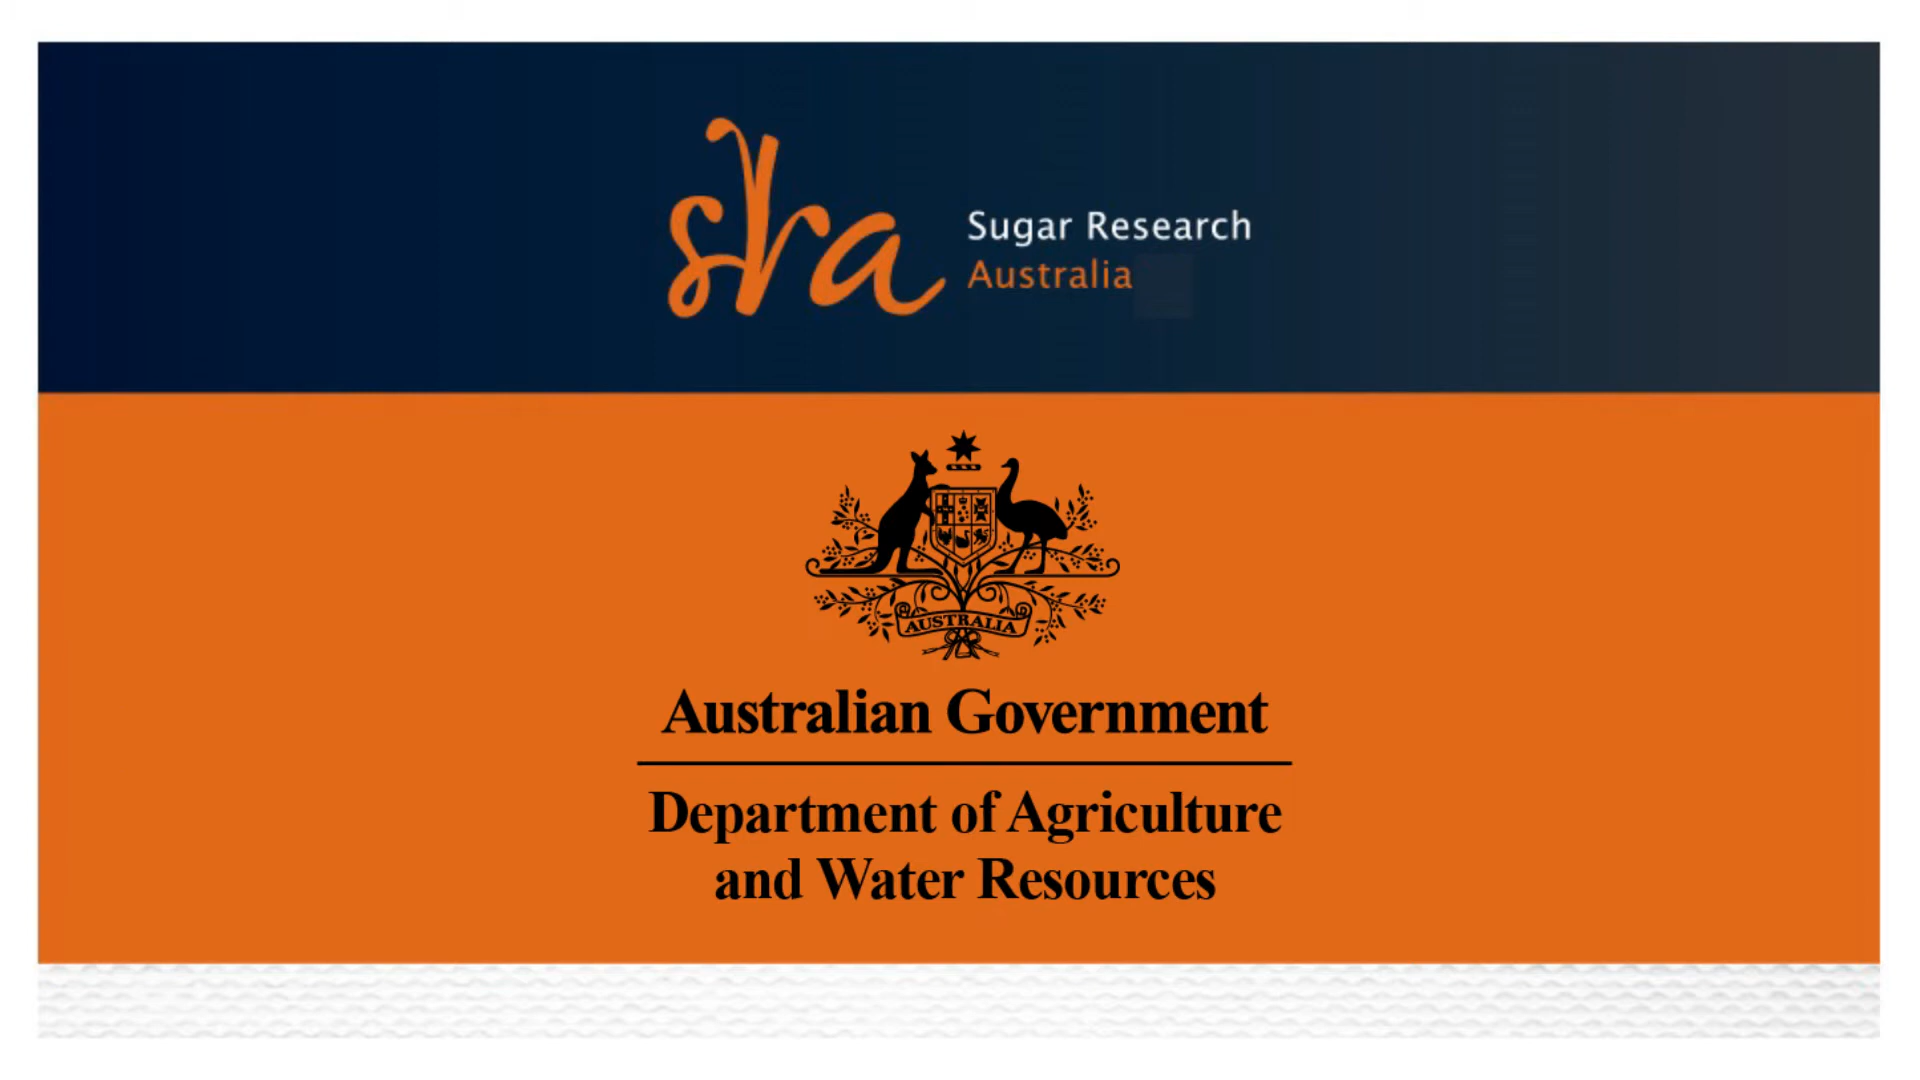 sra
Sugar Research
Australia
AUSTRALIA
Australian Government
Department of Agriculture
and Water Resources